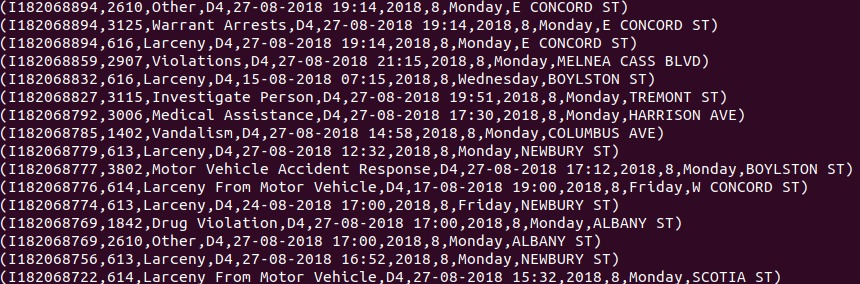 (I182068894,2610,Other,D4,27-08-2018 19:14,2018,8,Monday,E CONCORD ST)
(I182068894,3125,Warrant Arrests,D4,27-08-2018 19:14,2018,8,Monday,E CONCORD ST)
(I182068894,616,Larceny,D4,27-08-2018 19:14,2018,8,Monday,E CONCORD ST)
(I182068859,2907,Violations,D4,27-08-2018 21:15,2018,8,Monday,MELNEA CASS BLVD)
(I182068832,616,Larceny,D4,15-08-2018 07:15,2018,8,Wednesday,BOYLSTON ST)
(I182068827,3115,Investigate Person,D4,27-08-2018 19:51,2018,8,Monday,TREMONT ST)
(I182068792,3006,Medical Assistance,D4,27-08-2018 17:30,2018,8,Monday,HARRISON AVE)
(I182068785,1402,Vandalism,D4,27-08-2018 14:58,2018,8,Monday,COLUMBUS AVE)
(I182068779,613,Larceny,D4,27-08-2018 12:32,2018,8,Monday,NEWBURY ST)
(I182068777,3802,Motor Vehicle Accident Response,D4,27-08-2018 17:12,2018,8,Monday,BOYLSTON ST)
(I182068776,614,Larceny From Motor Vehicle,D4,17-08-2018 19:00,2018,8,Friday,W CONCORD ST)
(I182068774,613,Larceny,D4,24-08-2018 17:00,2018,8,Friday,NEWBURY ST)
(I182068769,1842,Drug Violation,D4,27-08-2018 17:00,2018,8,Monday,ALBANY ST)
(I182068769,2610,Other,D4,27-08-2018 17:00,2018,8,Monday,ALBANY ST)
(I182068756,613,Larceny,D4,27-08-2018 16:52,2018,8,Monday,NEWBURY ST)
(I182068722,614,Larceny From Motor Vehicle,D4,27-08-2018 15:32,2018,8,Monday,SCOTIA ST)